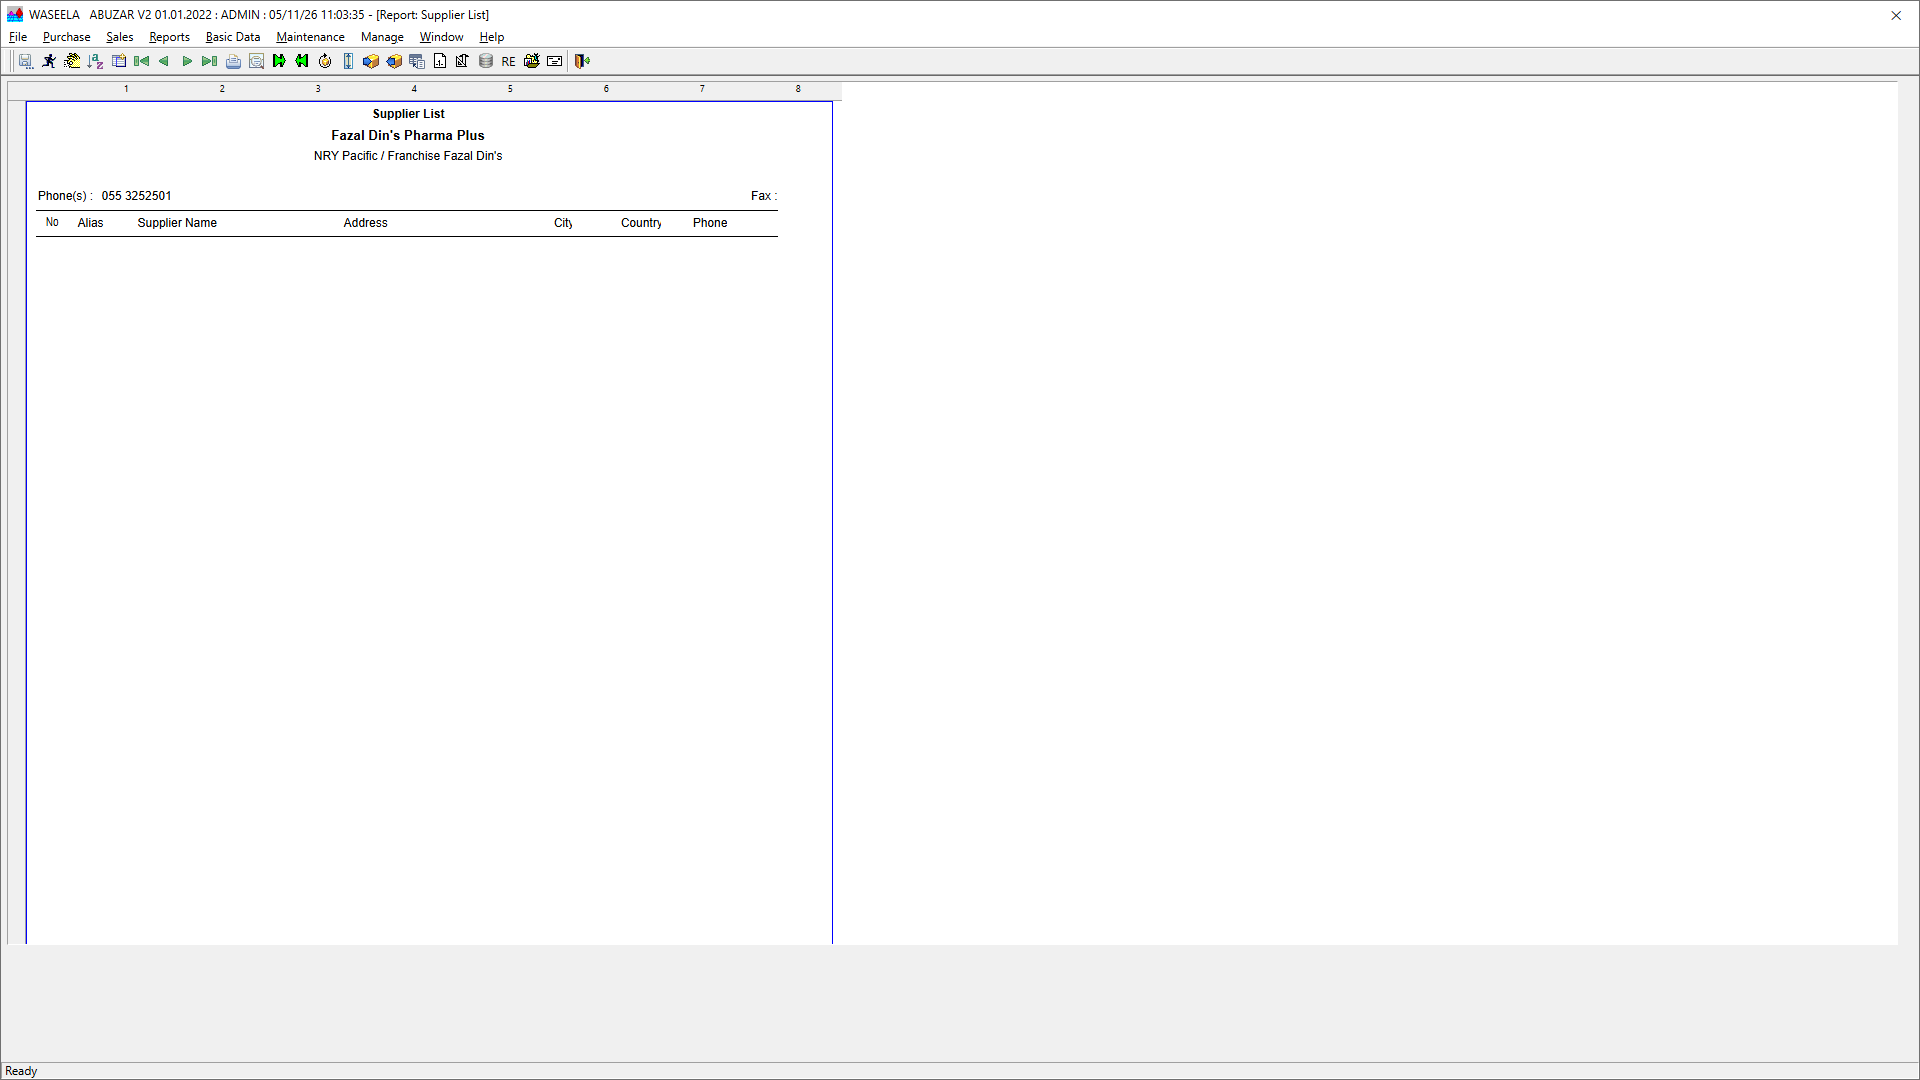 WASEELA ABUZAR V2 01.01.2022 : ADMIN : 05/11/26 11:03:35 - [Report: Supplier List]
File Purchase Sales Reports Basic Data Maintenance Manage Window Help
RE
1 2 3 4 5 6 7 8
Supplier List
Fazal Din's Pharma Plus
NRY Pacific / Franchise Fazal Din's
Phone(s) : 055 3252501 Fax :
No Alias Supplier Name Address City Country Phone
Ready